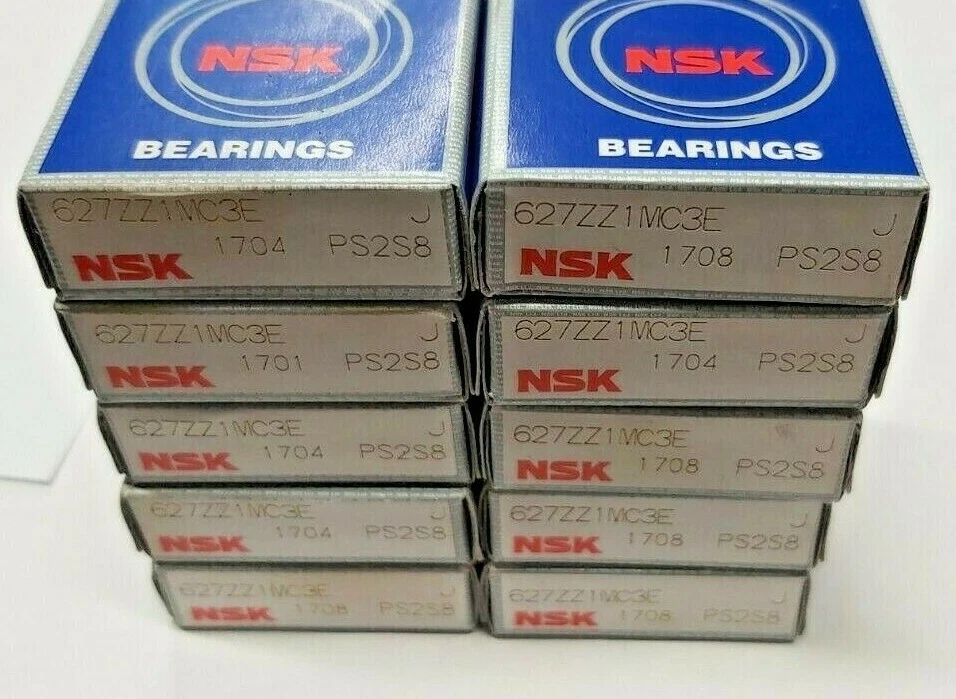 NSK
BEARINGS
NSK
BEARINGS
627ZZ1MC3E J
NSK 1704 PS2S8
627ZZ1MC3E J
NSK 1708 PS2S8
627ZZ1MC3E J
NSK 1701 PS2S8
627ZZ1MC3E J
NSK 1704 PS2S8
627ZZ1MC3E J
NSK 1704 PS2S8
627ZZ1MC3E J
NSK 1708 PS2S8
627ZZ1MC3E J
NSK 1704 PS2S8
627ZZ1MC3E J
NSK 1708 PS2S8
627ZZ1MC3E J
NSK 1708 PS2S8
627ZZ1MC3E J
NSK 1708 PS2S8